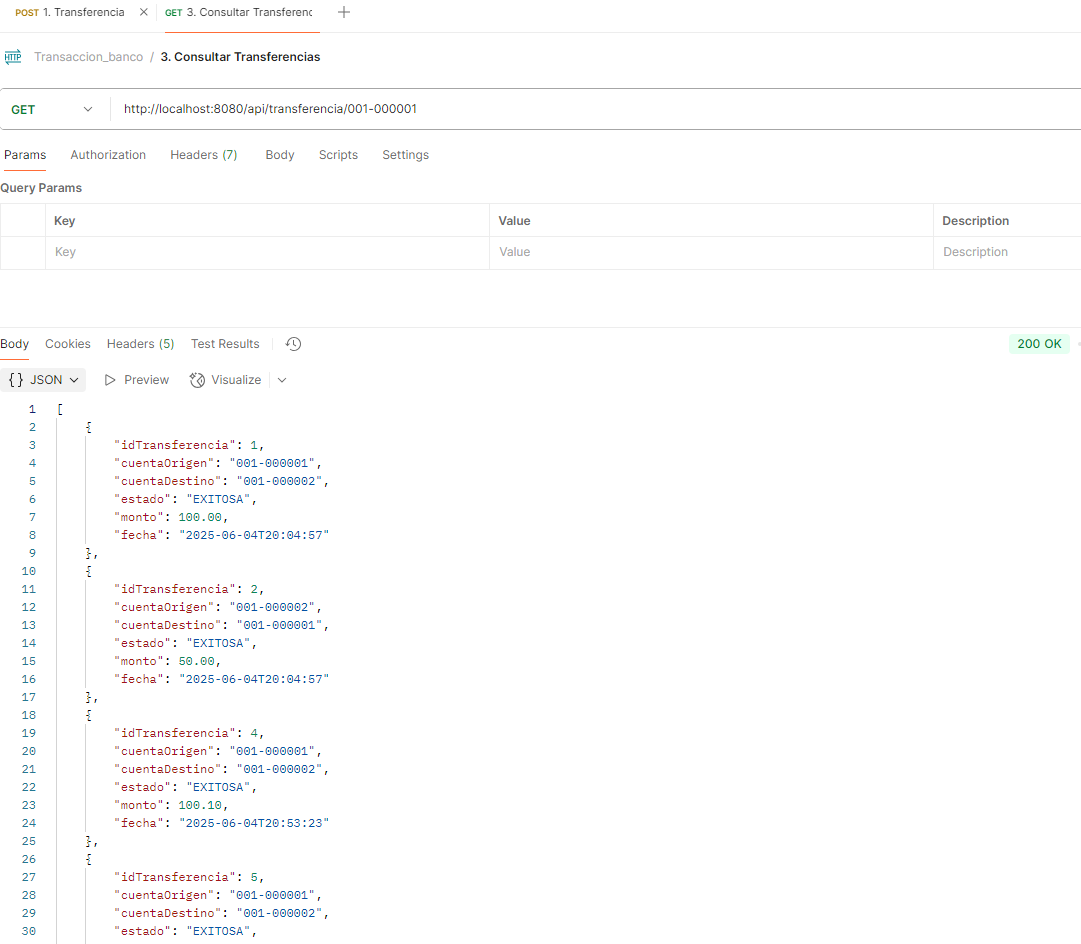 POST 1. Transferencia GET 3. Consultar Transferenc
HTTP Transaccion_banco / 3. Consultar Transferencias
GET http://localhost:8080/api/transferencia/001-000001
Params Authorization Headers (7) Body Scripts Settings
Query Params
Key Value Description
Key Value Description
Body Cookies Headers (5) Test Results 200 OK
{} JSON Preview Visualize
1 [
2 {
3 "idTransferencia": 1,
4 "cuentaOrigen": "001-000001",
5 "cuentaDestino": "001-000002",
6 "estado": "EXITOSA",
7 "monto": 100.00,
8 "fecha": "2025-06-04T20:04:57"
9 },
10 {
11 "idTransferencia": 2,
12 "cuentaOrigen": "001-000002",
13 "cuentaDestino": "001-000001",
14 "estado": "EXITOSA",
15 "monto": 50.00,
16 "fecha": "2025-06-04T20:04:57"
17 },
18 {
19 "idTransferencia": 4,
20 "cuentaOrigen": "001-000001",
21 "cuentaDestino": "001-000002",
22 "estado": "EXITOSA",
23 "monto": 100.10,
24 "fecha": "2025-06-04T20:53:23"
25 },
26 {
27 "idTransferencia": 5,
28 "cuentaOrigen": "001-000001",
29 "cuentaDestino": "001-000002",
30 "estado": "EXITOSA",